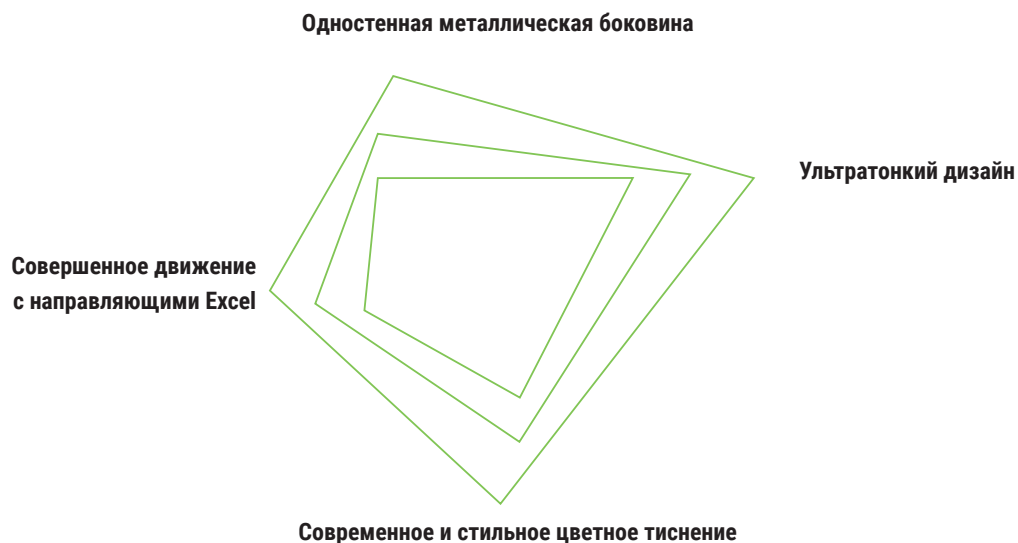 Одностенная металлическая боковина
Ультратонкий дизайн
Совершенное движение
с направляющими Excel
Современное и стильное цветное тиснение